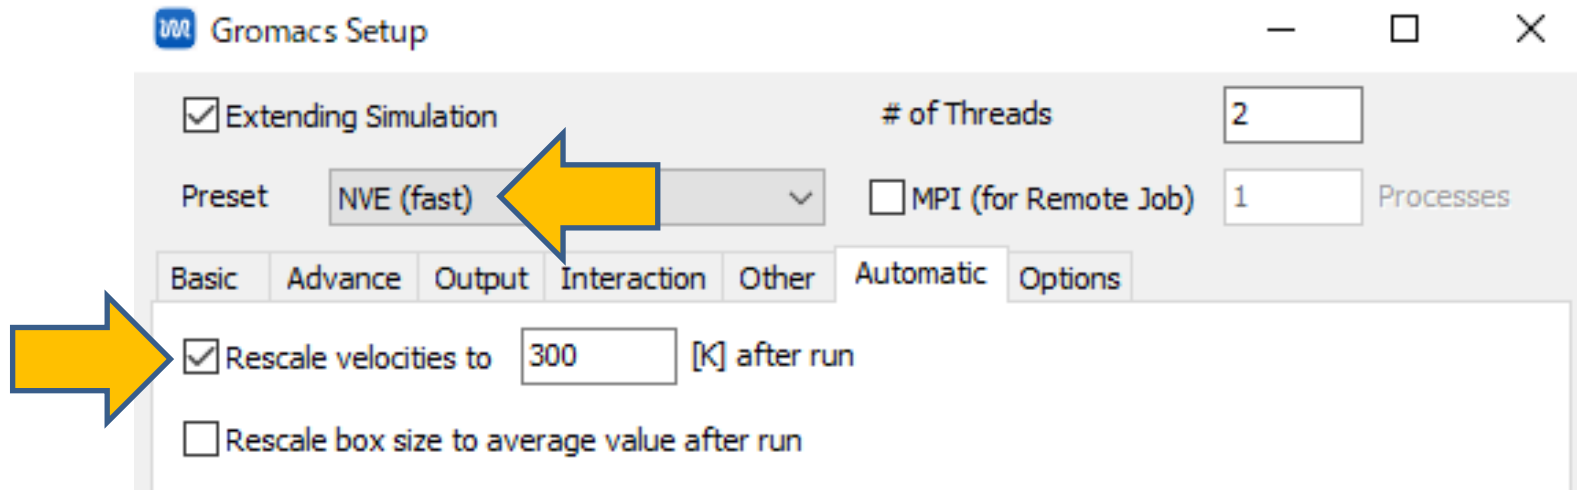 Gromacs Setup
Extending Simulation
# of Threads
2
Preset
NVE (fast)
MPI (for Remote Job)
1
Processes
Basic
Advance
Output
Interaction
Other
Automatic
Options
Rescale velocities to
300
[K] after run
Rescale box size to average value after run